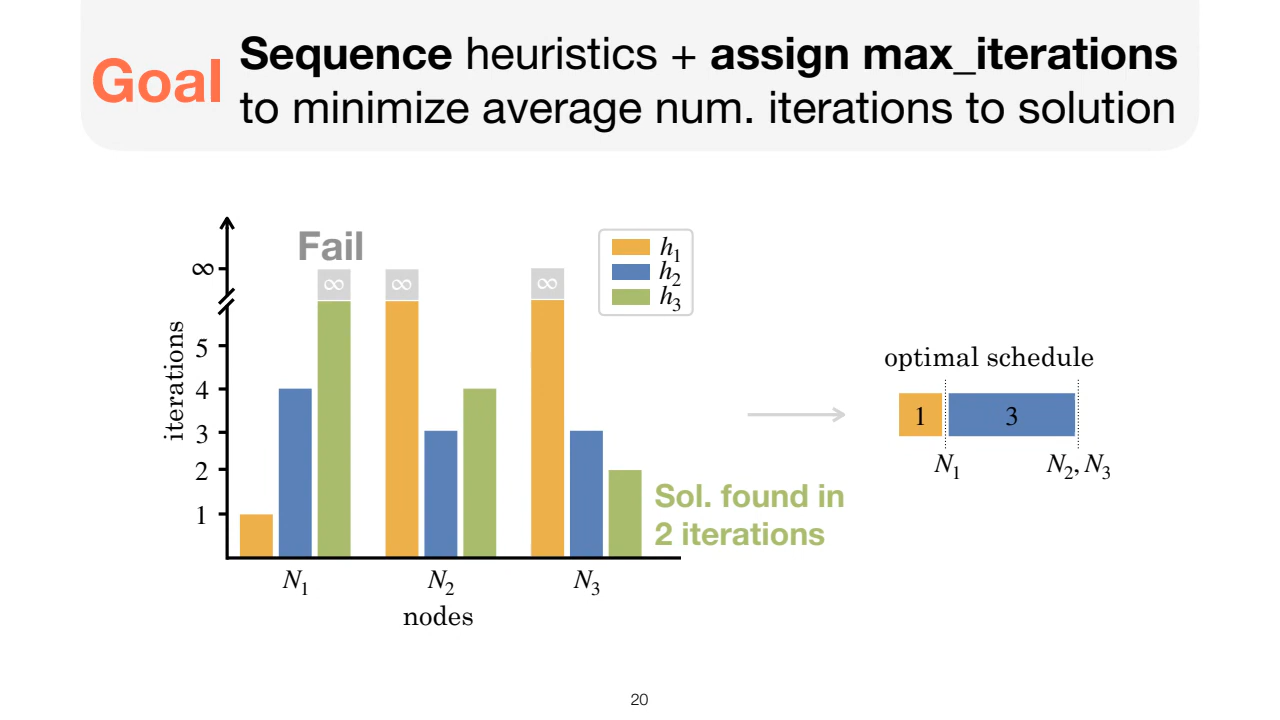 Goal
Sequence heuristics + assign max_iterations
to minimize average num. iterations to solution
Fail
∞
∞ ∞ ∞
h1
h2
h3
iterations
5
4
3
2
1
Sol. found in
2 iterations
N1 N2 N3
nodes
optimal schedule
1 3
N1 N2, N3
20